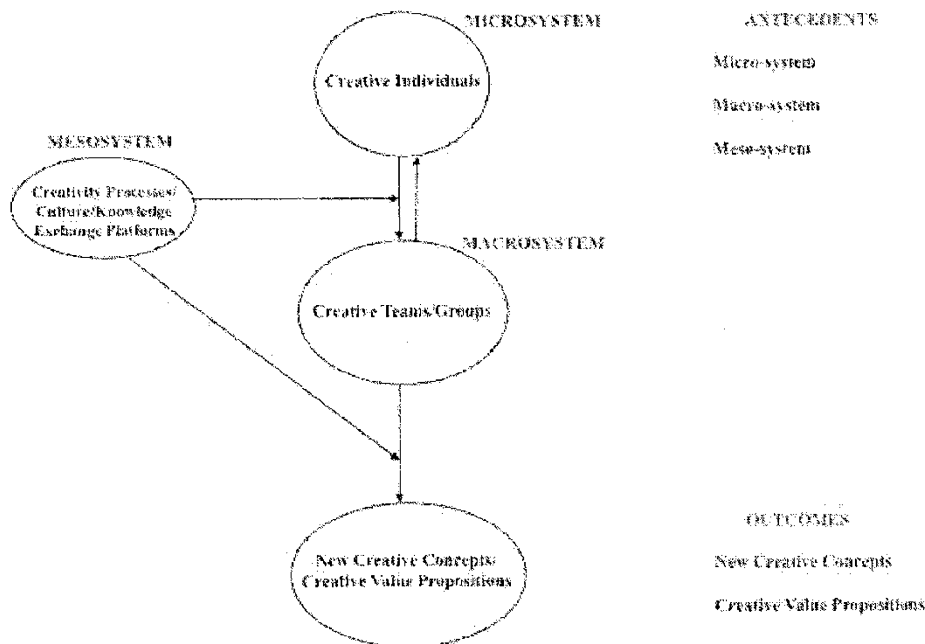 MICROSYSTEM
ANTECEDENTS
Creative Individuals
Micro-system
Macro-system
Meso-system
MESOSYSTEM
Creativity Processes/
Culture/Knowledge
Exchange Platforms
MACROSYSTEM
Creative Teams/Groups
OUTCOMES
New Creative Concepts/
Creative Value Propositions
New Creative Concepts
Creative Value Propositions